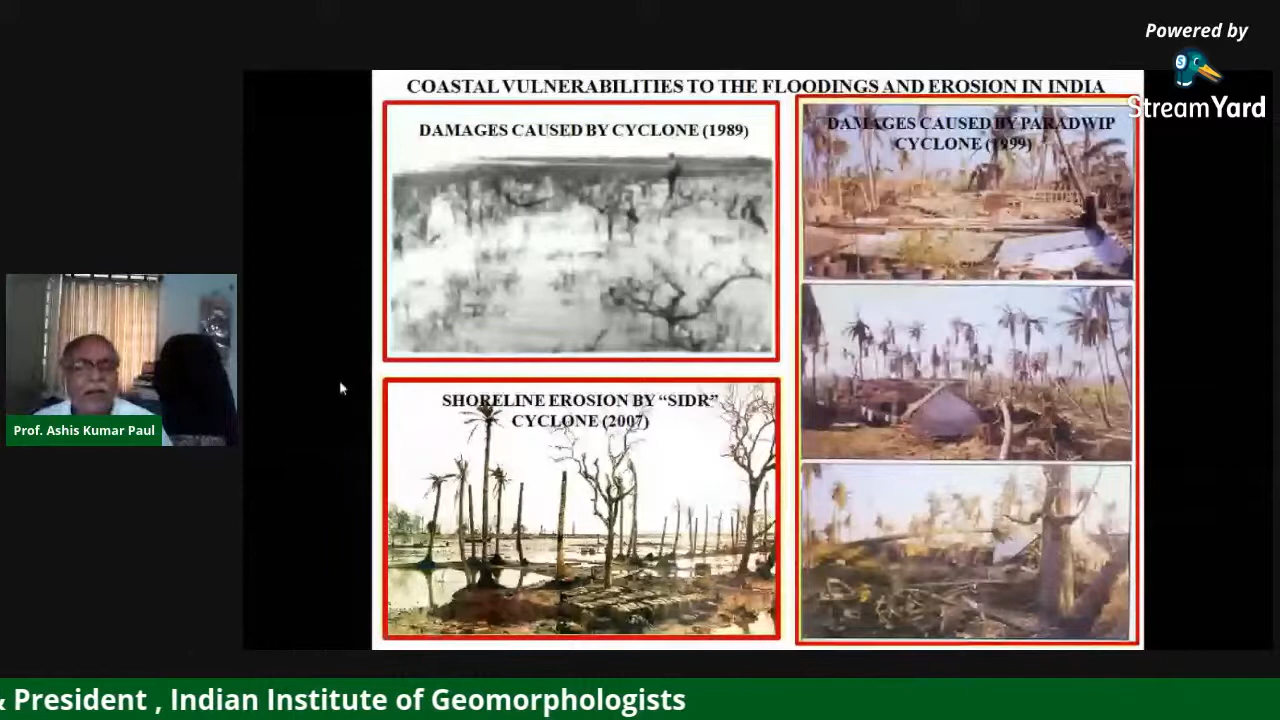 Powered by
StreamYard
COASTAL VULNERABILITIES TO THE FLOODINGS AND EROSION IN INDIA
DAMAGES CAUSED BY CYCLONE (1989)
DAMAGES CAUSED BY PARADWIP
CYCLONE (1999)
SHORELINE EROSION BY “SIDR”
CYCLONE (2007)
Prof. Ashis Kumar Paul
& President , Indian Institute of Geomorphologists